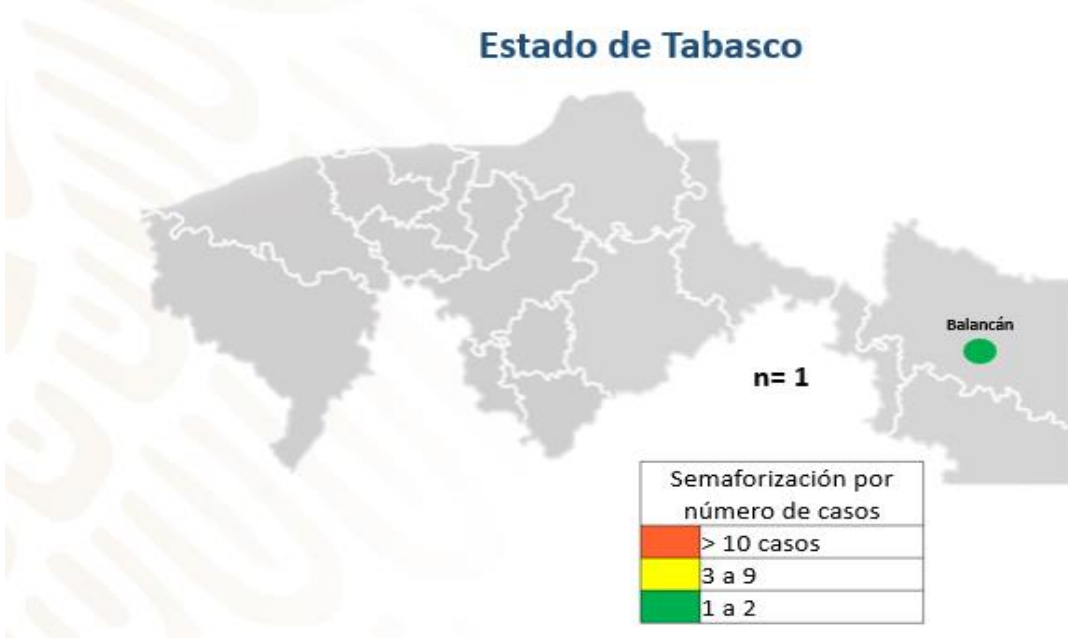 Estado de Tabasco
Balancán
n= 1
Semaforización por
número de casos
> 10 casos
3 a 9
1 a 2